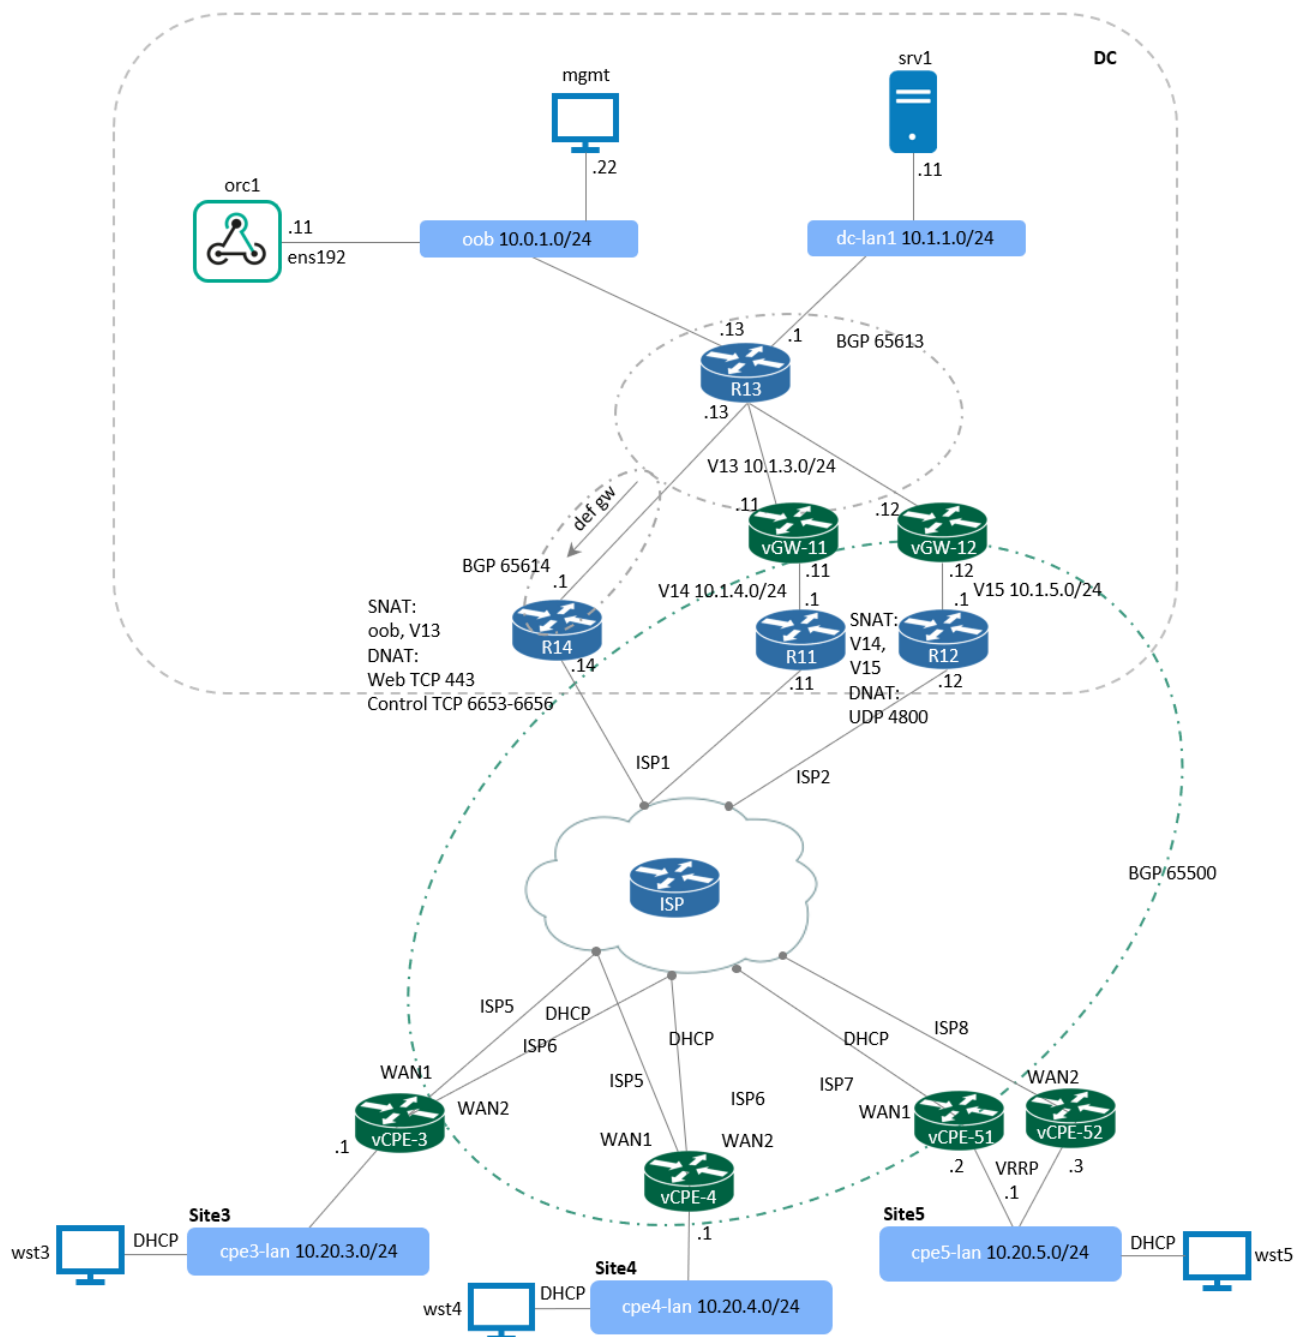 DC
srv1
mgmt
.22
.11
orc1
.11
ens192
oob 10.0.1.0/24
dc-lan1 10.1.1.0/24
.13
.1
BGP 65613
R13
.13
V13 10.1.3.0/24
def gw
.11
.12
vGW-11
vGW-12
BGP 65614
.1
.11
.12
V14 10.1.4.0/24
V15 10.1.5.0/24
.1
.1
SNAT:
oob, V13
DNAT:
Web TCP 443
Control TCP 6653-6656
R14
.14
R11
.11
SNAT:
V14,
V15
DNAT:
UDP 4800
R12
.12
ISP1
ISP2
BGP 65500
ISP
ISP5
DHCP
ISP6
DHCP
DHCP
ISP8
WAN1
WAN2
ISP5
ISP6
ISP7
WAN1
WAN2
vCPE-3
.1
WAN1
WAN2
vCPE-4
.1
vCPE-51
vCPE-52
.2
VRRP
.1
.3
Site3
wst3
DHCP
cpe3-lan 10.20.3.0/24
Site4
wst4
DHCP
cpe4-lan 10.20.4.0/24
Site5
cpe5-lan 10.20.5.0/24
DHCP
wst5